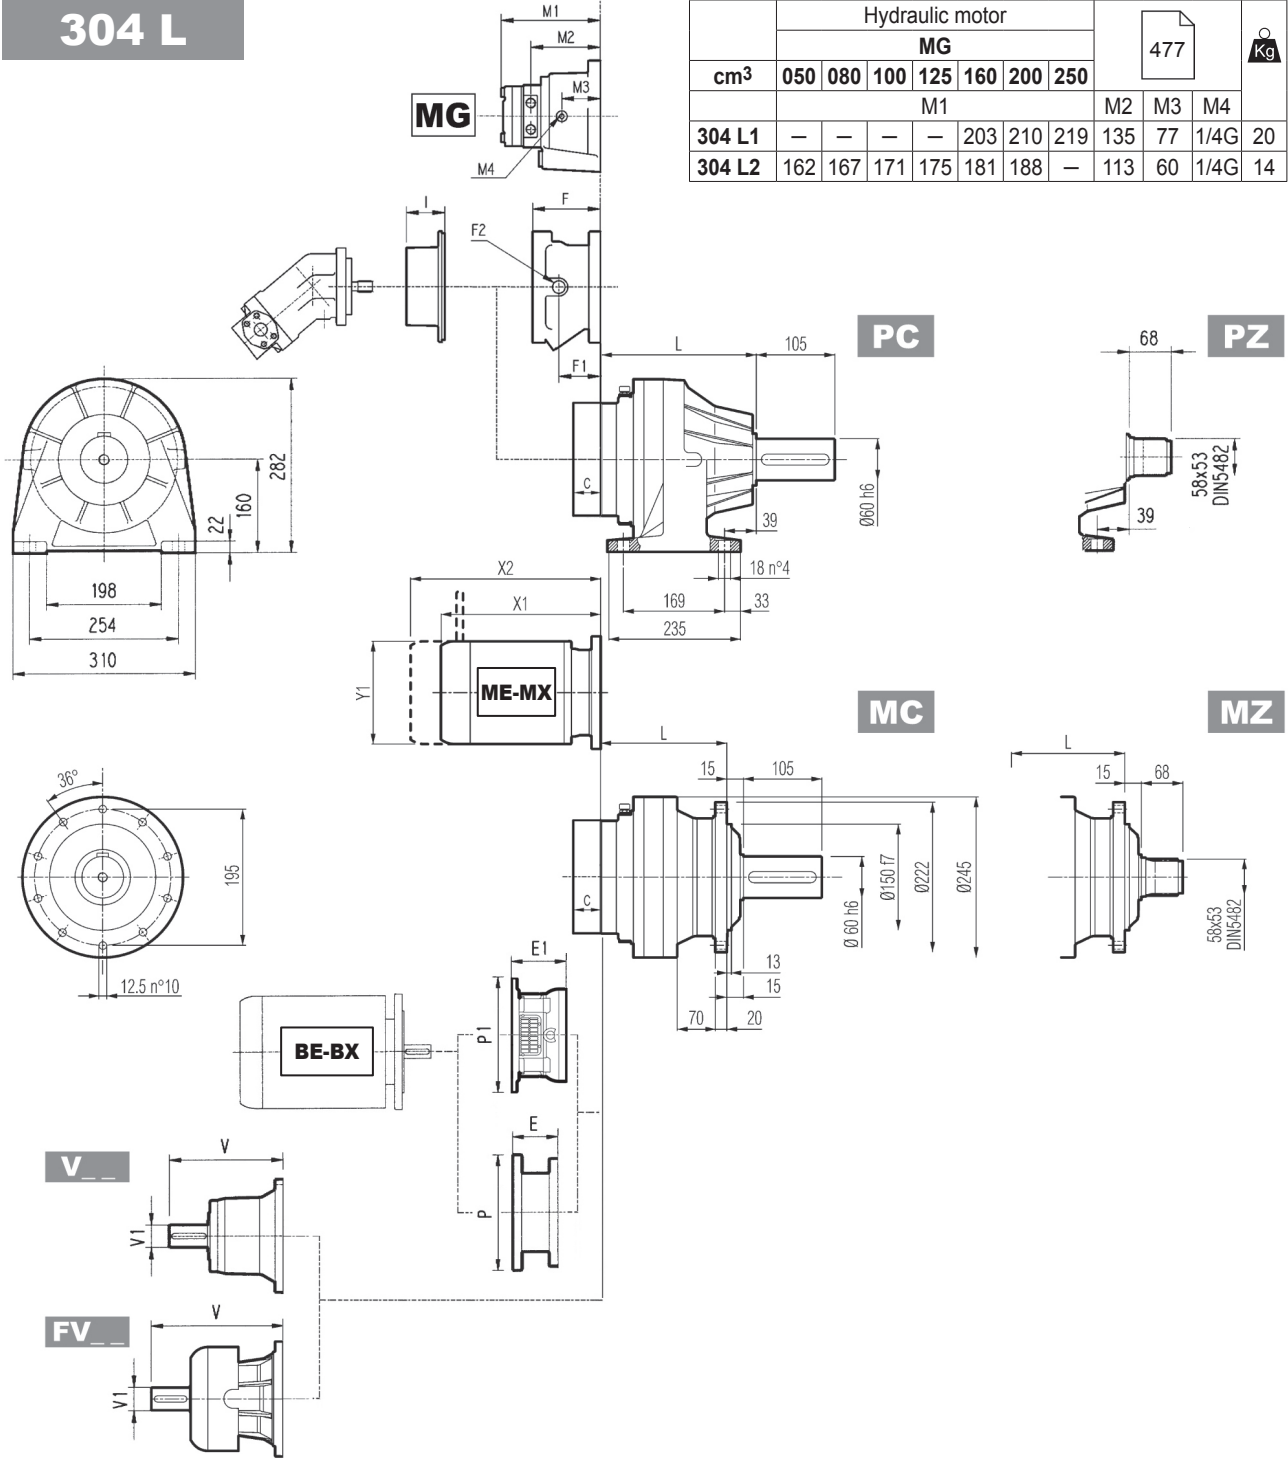 304 L
Hydraulic motor
MG
477
Kg
cm³ 050 080 100 125 160 200 250
M1 M2 M3 M4
304 L1 — — — — 203 210 219 135 77 1/4G 20
304 L2 162 167 171 175 181 188 — 113 60 1/4G 14
M1
M2
M3
MG
M4
I
F
F2
F1
L
105
PC
68
PZ
282
160
22
198
254
310
C
Ø60 h6
39
18 n°4
169
33
235
58x53
DIN5482
39
X2
X1
Y1
ME-MX
MC
MZ
L
15
105
L
15
68
36°
195
12.5 n°10
C
Ø 60 h6
Ø150 f7
Ø222
Ø245
13
15
70
20
58x53
DIN5482
E1
P1
BE-BX
E
P
V_ _
V
V1
FV_ _
V
V1